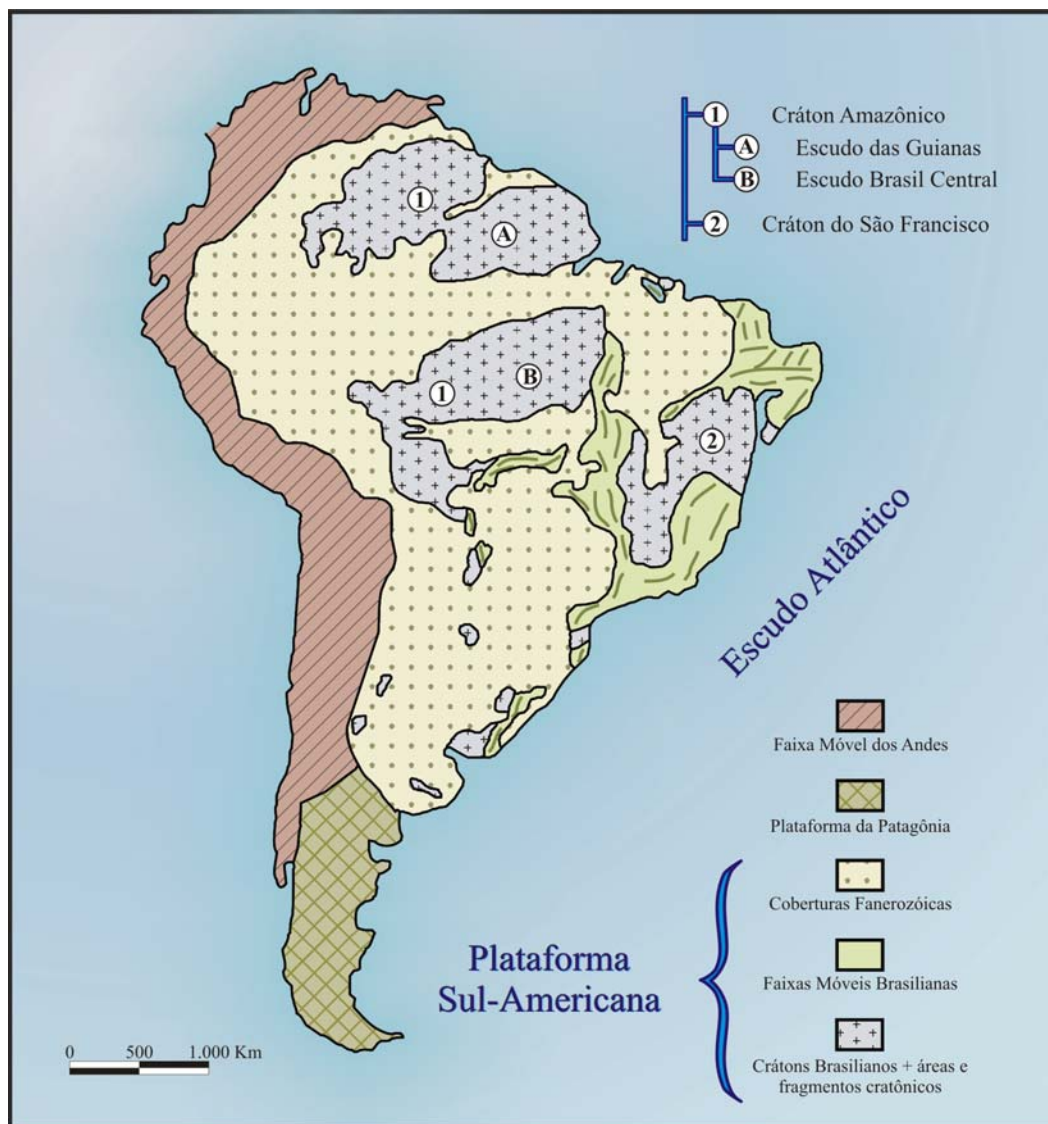 1 Cráton Amazônico
A Escudo das Guianas
B Escudo Brasil Central
2 Cráton do São Francisco
1
A
1
B
2
Escudo Atlântico
Faixa Móvel dos Andes
Plataforma da Patagônia
Coberturas Fanerozóicas
Plataforma
Sul-Americana
Faixas Móveis Brasilianas
Crátons Brasilianos + áreas e
fragmentos cratônicos
0 500 1.000 Km